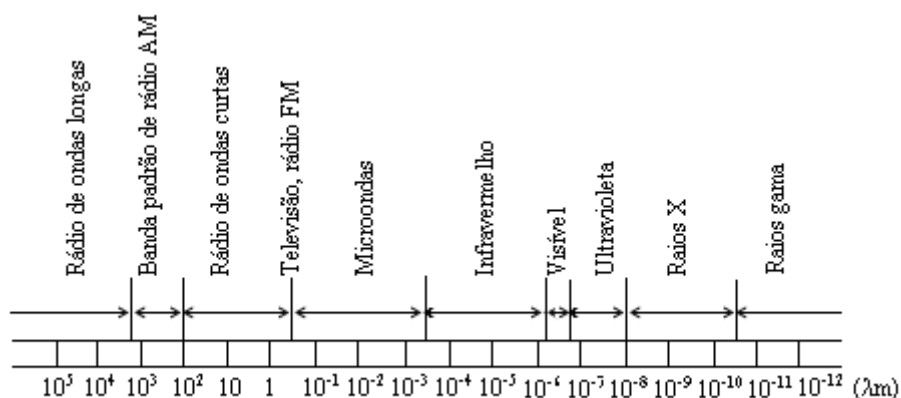 Rádio de ondas longas
Banda padrão de rádio AM
Rádio de ondas curtas
Televisão, rádio FM
Microondas
Infravermelho
Visível
Ultravioleta
Raios X
Raios gama
10⁵ 10⁴ 10³ 10² 10 1 10⁻¹ 10⁻² 10⁻³ 10⁻⁴ 10⁻⁵ 10⁻⁶ 10⁻⁷ 10⁻⁸ 10⁻⁹ 10⁻¹⁰ 10⁻¹¹ 10⁻¹² (λm)